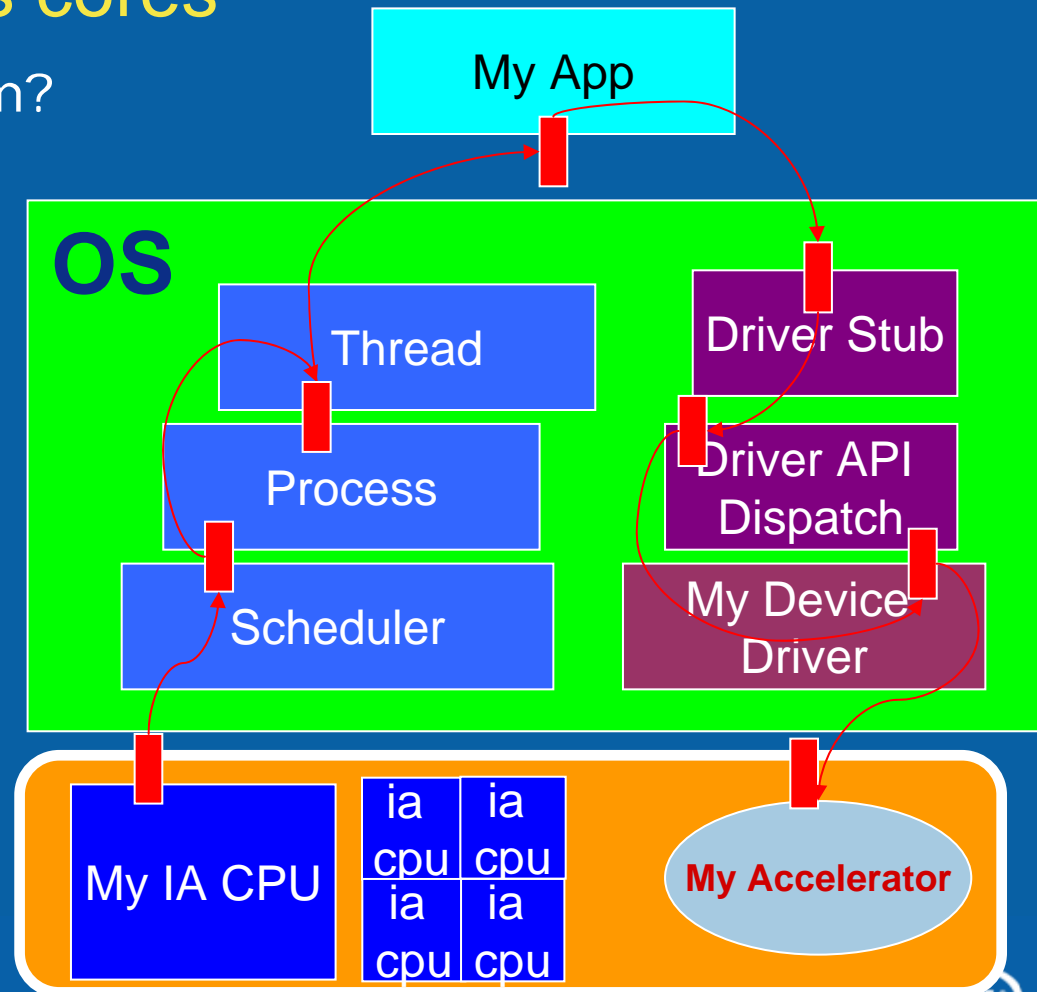 s cores
m?
My App
OS
Thread
Driver Stub
Process
Driver API
Dispatch
Scheduler
My Device
Driver
My IA CPU
ia
cpu
ia
cpu
ia
cpu
ia
cpu
My Accelerator